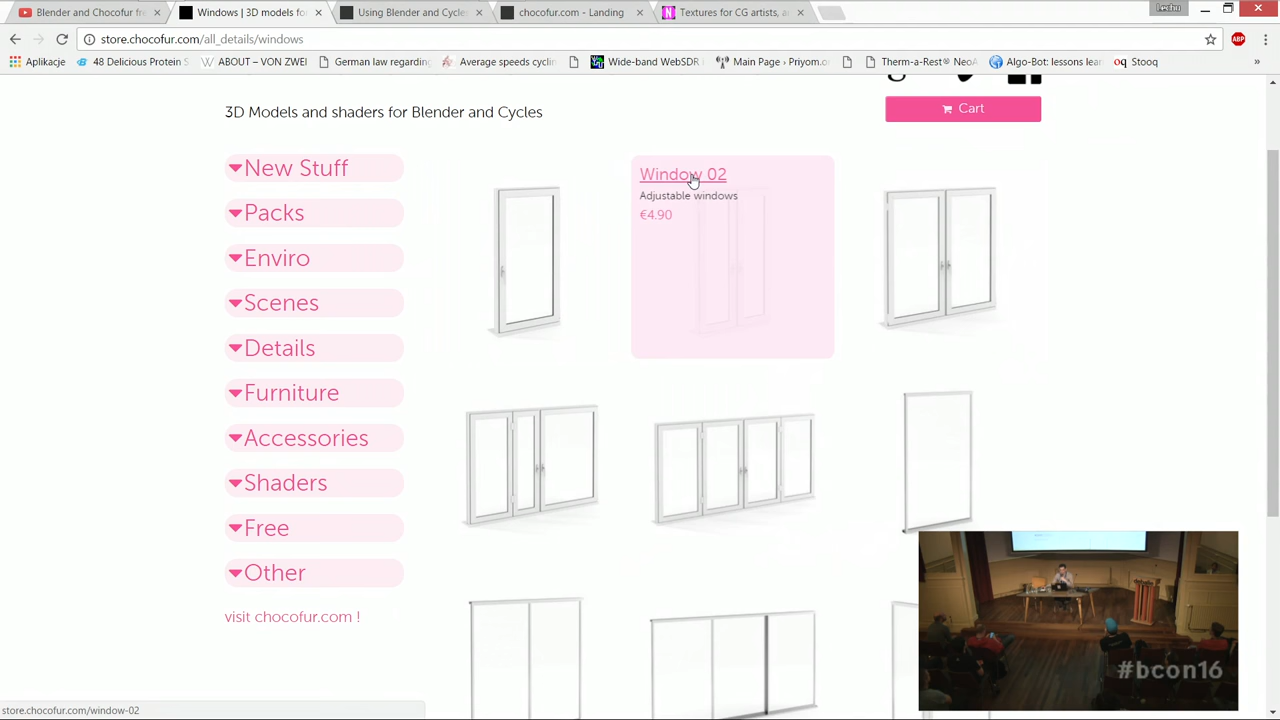 Lechu
Blender and Chocofur fre
Windows | 3D models fo
Using Blender and Cycle
chocofur.com - Landing
Textures for CG artists, a
store.chocofur.com/all_details/windows
ABP
Aplikacje
48 Delicious Protein S
ABOUT – VON ZUP
German law regarding
Average speeds cyclin
Wide-band WebSDR i
Main Page › Priyom.o
Therm-a-Rest® NeoA
Algo-Bot: lessons lear
Stooq
»
3D Models and shaders for Blender and Cycles
Cart
New Stuff
Packs
Enviro
Scenes
Details
Furniture
Accessories
Shaders
Free
Other
visit chocofur.com !
Window 02
Adjustable windows
€4.90
#bcon16
store.chocofur.com/window-02